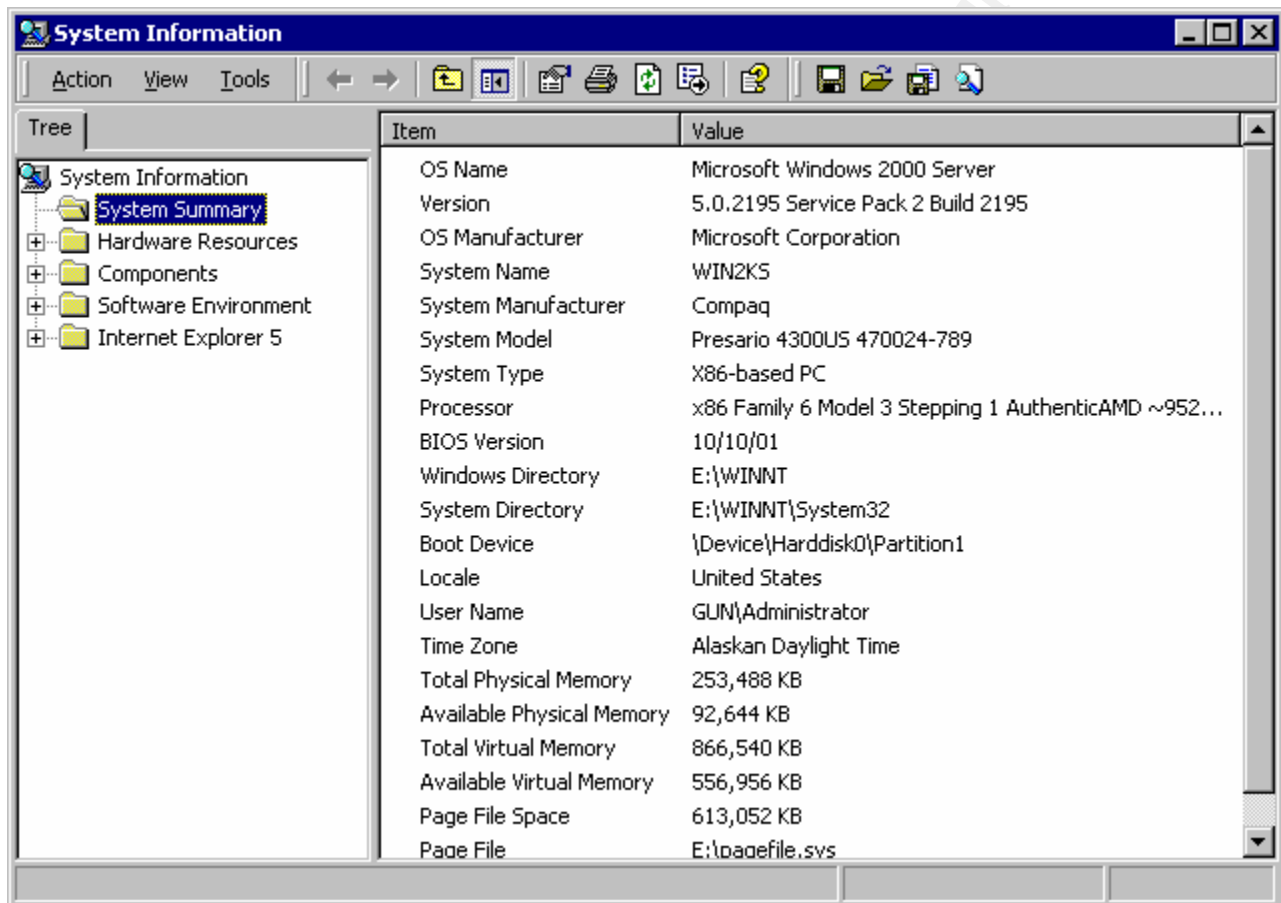 System Information
Action View Tools
Tree
System Information
System Summary
Hardware Resources
Components
Software Environment
Internet Explorer 5
Item Value
OS Name Microsoft Windows 2000 Server
Version 5.0.2195 Service Pack 2 Build 2195
OS Manufacturer Microsoft Corporation
System Name WIN2KS
System Manufacturer Compaq
System Model Presario 4300US 470024-789
System Type X86-based PC
Processor x86 Family 6 Model 3 Stepping 1 AuthenticAMD ~952...
BIOS Version 10/10/01
Windows Directory E:\WINNT
System Directory E:\WINNT\System32
Boot Device \Device\Harddisk0\Partition1
Locale United States
User Name GUN\Administrator
Time Zone Alaskan Daylight Time
Total Physical Memory 253,488 KB
Available Physical Memory 92,644 KB
Total Virtual Memory 866,540 KB
Available Virtual Memory 556,956 KB
Page File Space 613,052 KB
Page File E:\pagefile.sys